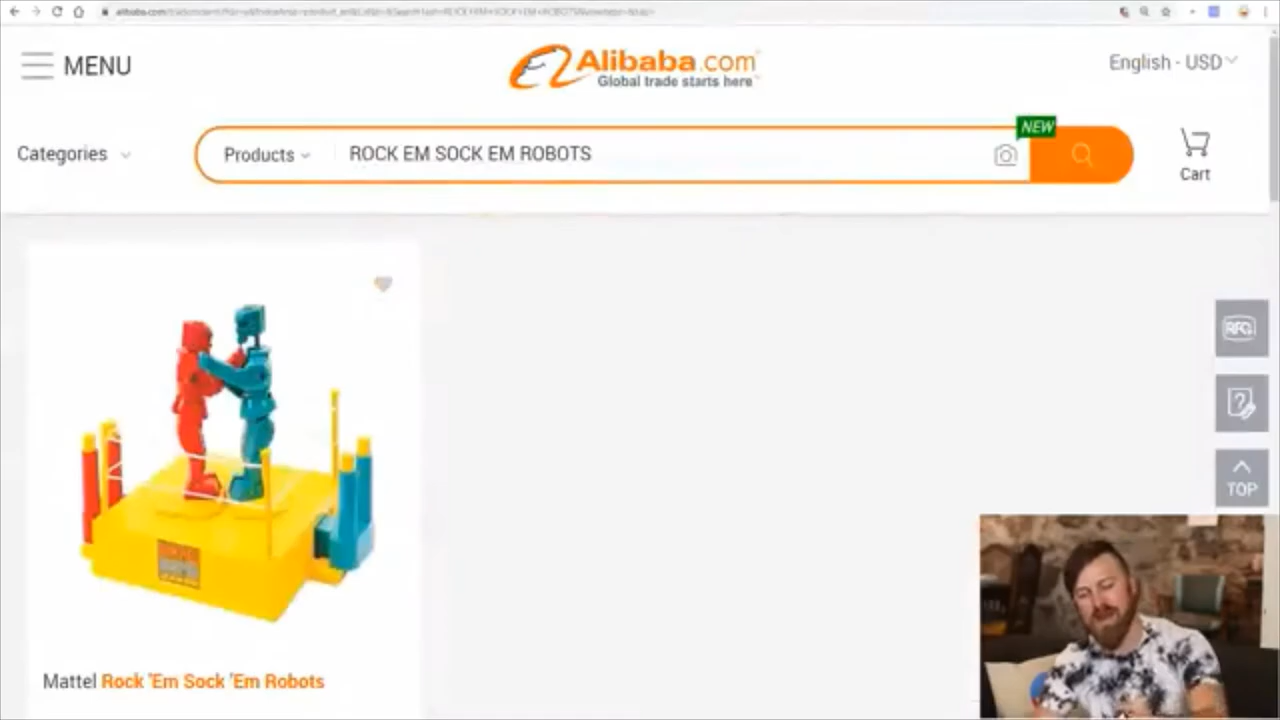 MENU
Alibaba.com
Global trade starts here
English - USD
Categories
Products
ROCK EM SOCK EM ROBOTS
NEW
Cart
RFQ
TOP
Mattel Rock 'Em Sock 'Em Robots